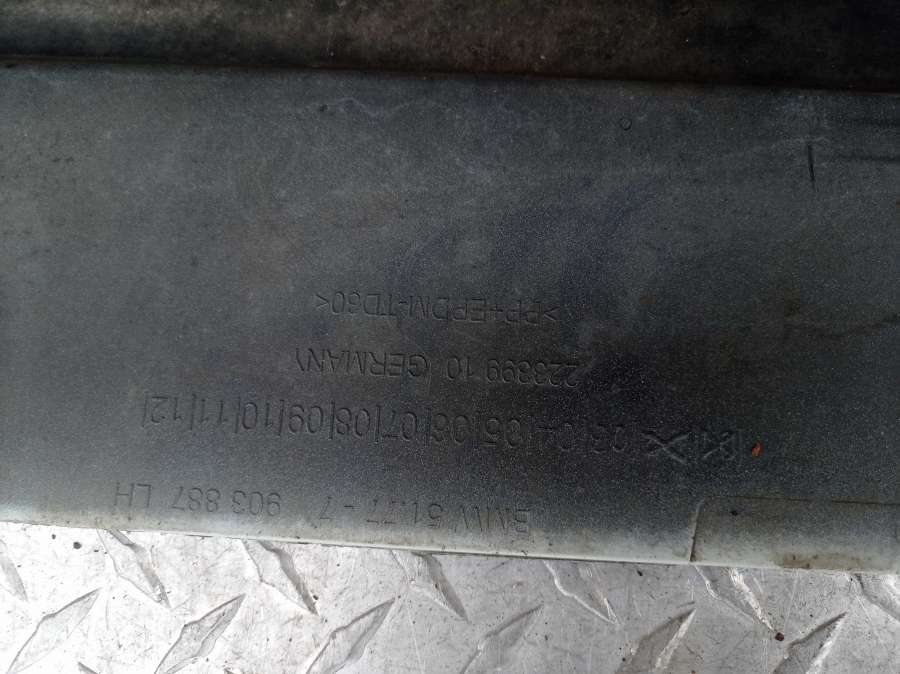 BMW 51.77 - 7 903 887 LH
03|04|05|06|07|08|09|10|11|12|
223399 10 GERMANY
>PP+EPDM-TD30<